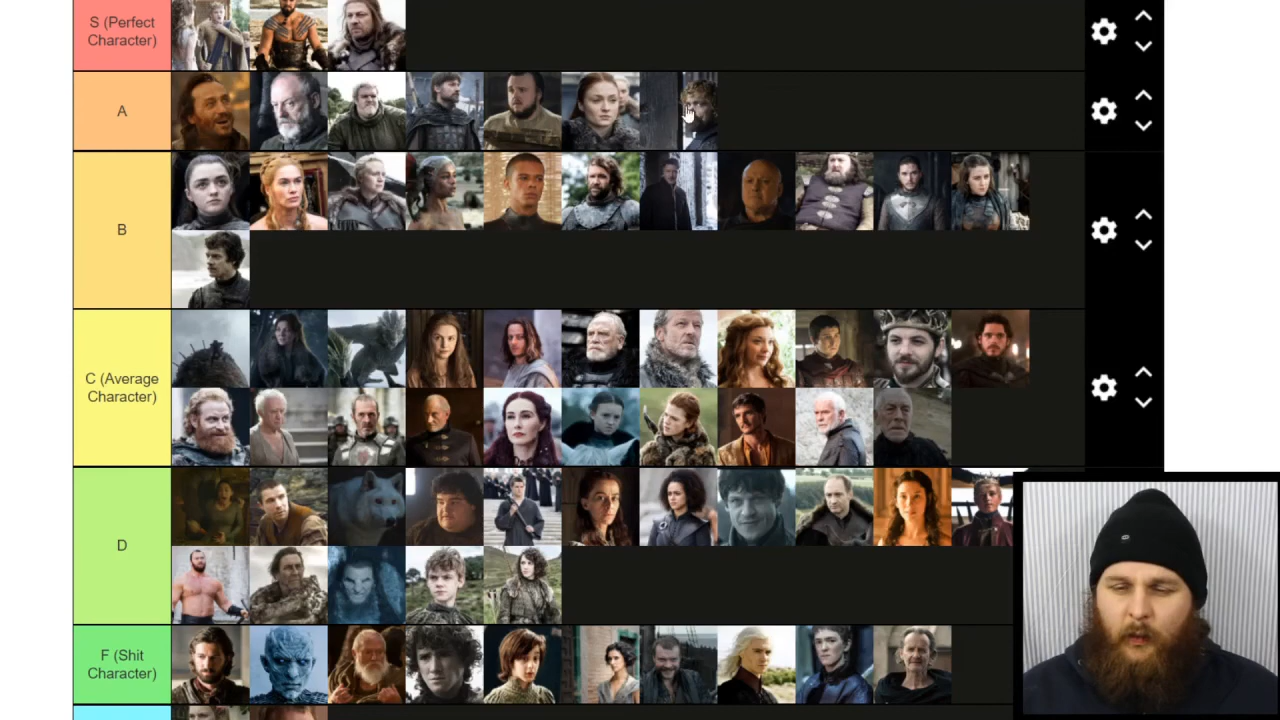 S (Perfect
Character)
A
B
C (Average
Character)
D
F (Shit
Character)